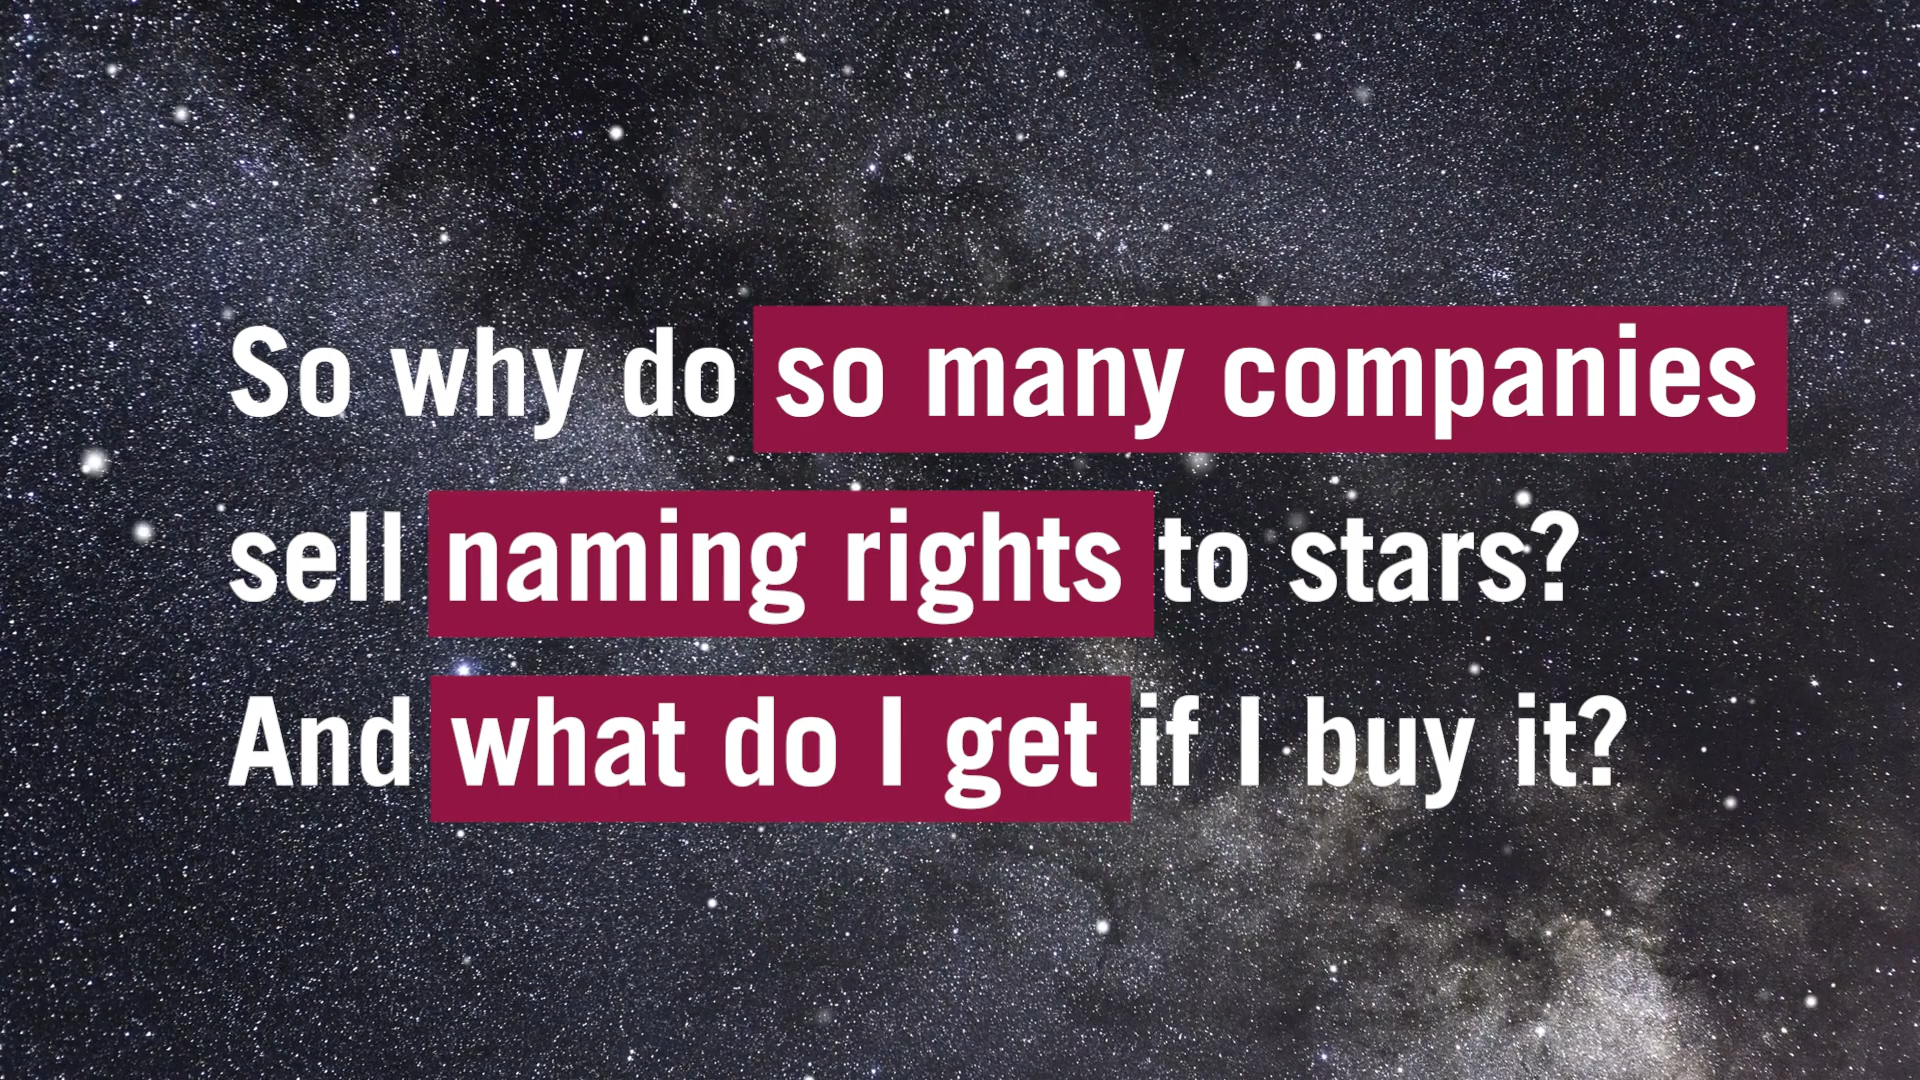 So why do so many companies
sell naming rights to stars?
And what do I get if I buy it?